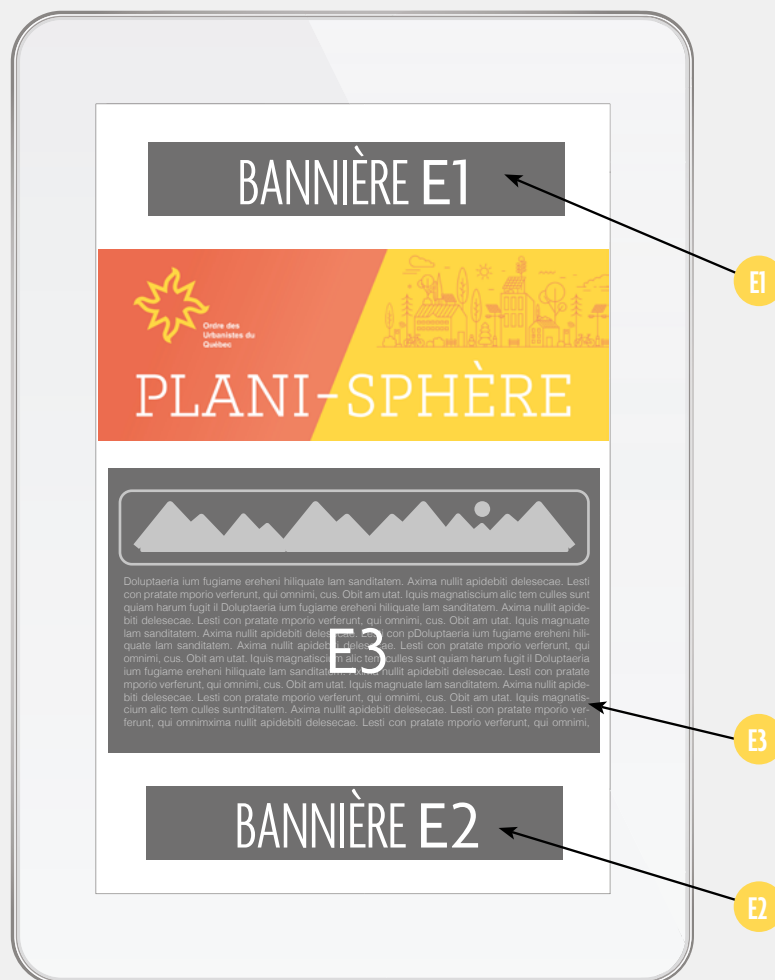 BANNIÈRE E1
E1
Ordre des
Urbanistes du
Québec
PLANI-SPHÈRE
Doluptaeria ium fugiame ereheni hiliquate lam sanditatem. Axima nullit apidebiti delesecae. Lesti
con pratate mporio verferunt, qui omnimi, cus. Obit am utat. Iquis magnatiscium alic tem culles sunt
quiam harum fugit il Doluptaeria ium fugiame ereheni hiliquate lam sanditatem. Axima nullit apide-
biti delesecae. Lesti con pratate mporio verferunt, qui omnimi, cus. Obit am utat. Iquis magnuate
lam sanditatem. Axima nullit apidebiti delesecae. Lesti con pDoluptaeria ium fugiame ereheni hili-
quate lam sanditatem. Axima nullit apidebiti delesecae. Lesti con pratate mporio verferunt, qui
omnimi, cus. Obit am utat. Iquis magnatiscium alic tem culles sunt quiam harum fugit il Doluptaeria
ium fugiame ereheni hiliquate lam sanditatem. Axima nullit apidebiti delesecae. Lesti con pratate
mporio verferunt, qui omnimi, cus. Obit am utat. Iquis magnuate lam sanditatem. Axima nullit apide-
biti delesecae. Lesti con pratate mporio verferunt, qui omnimi, cus. Obit am utat. Iquis magnatis-
cium alic tem culles suntnditatem. Axima nullit apidebiti delesecae. Lesti con pratate mporio ver-
ferunt, qui omnimxima nullit apidebiti delesecae. Lesti con pratate mporio verferunt, qui omnimi,
E3
E3
BANNIÈRE E2
E2